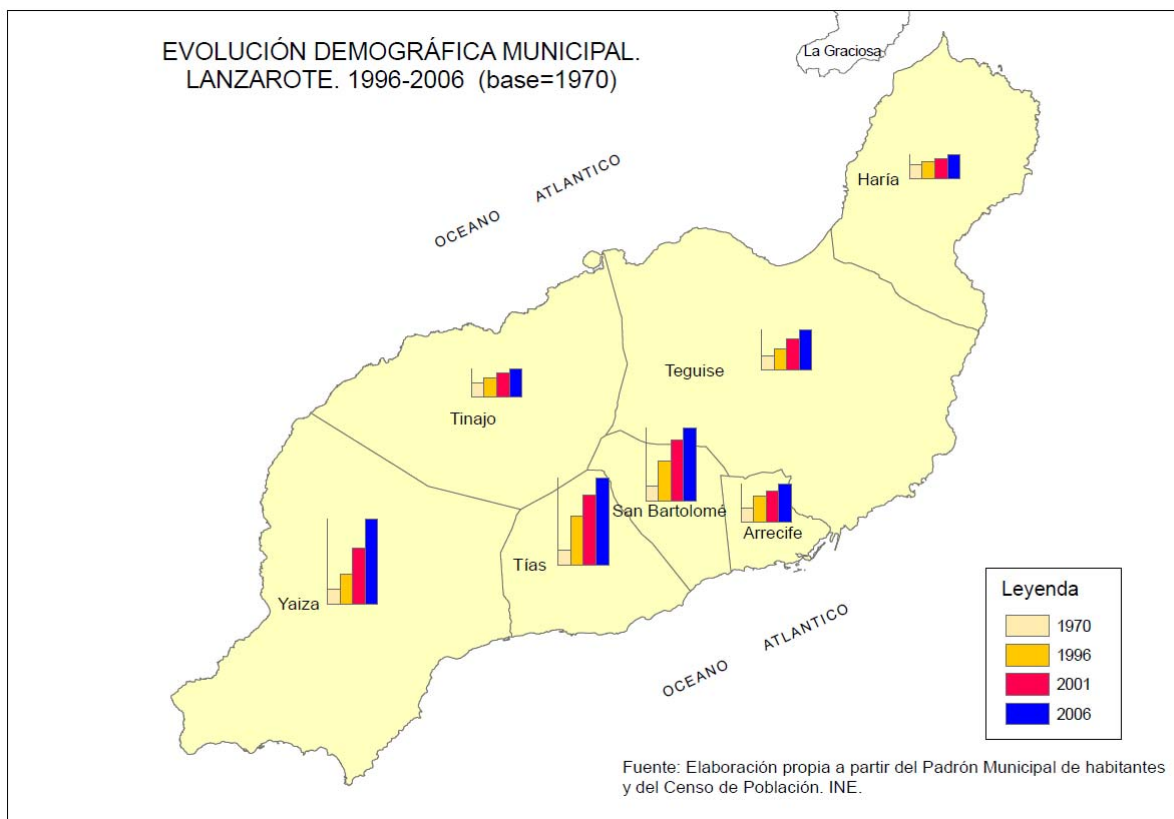 EVOLUCIÓN DEMOGRÁFICA MUNICIPAL.
LANZAROTE. 1996-2006 (base=1970)
La Graciosa
OCEANO ATLANTICO
Haría
Teguise
Tinajo
San Bartolomé
Arrecife
Tías
Yaiza
OCEANO ATLANTICO
Leyenda
1970
1996
2001
2006
Fuente: Elaboración propia a partir del Padrón Municipal de habitantes
y del Censo de Población. INE.